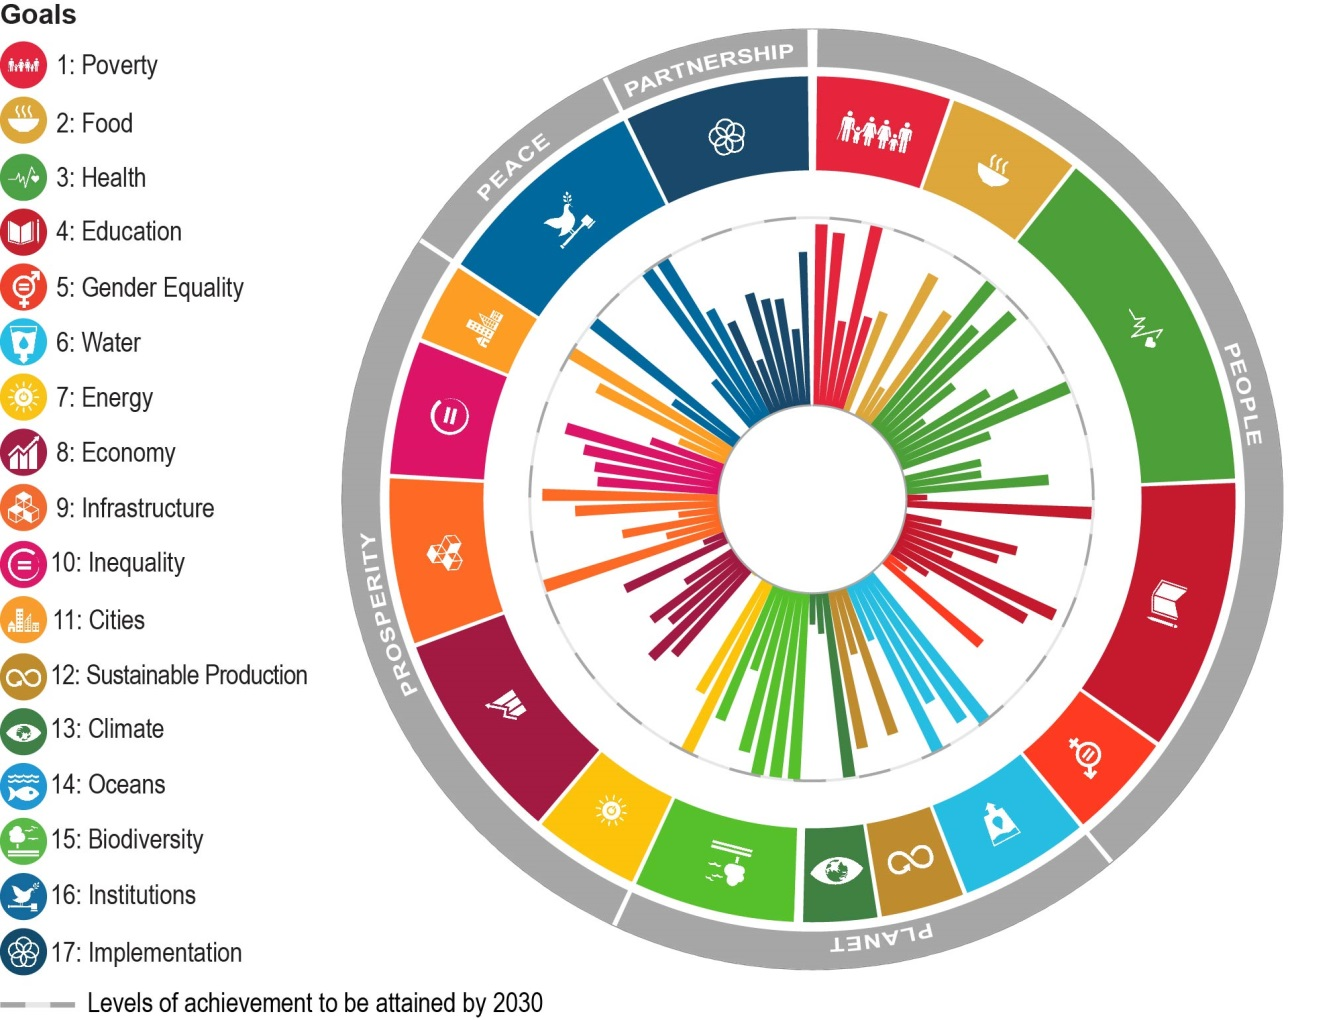 Goals
1: Poverty
2: Food
3: Health
4: Education
5: Gender Equality
6: Water
7: Energy
8: Economy
9: Infrastructure
10: Inequality
11: Cities
12: Sustainable Production
13: Climate
14: Oceans
15: Biodiversity
16: Institutions
17: Implementation
Levels of achievement to be attained by 2030
PARTNERSHIP
PEACE
PEOPLE
PROSPERITY
PLANET